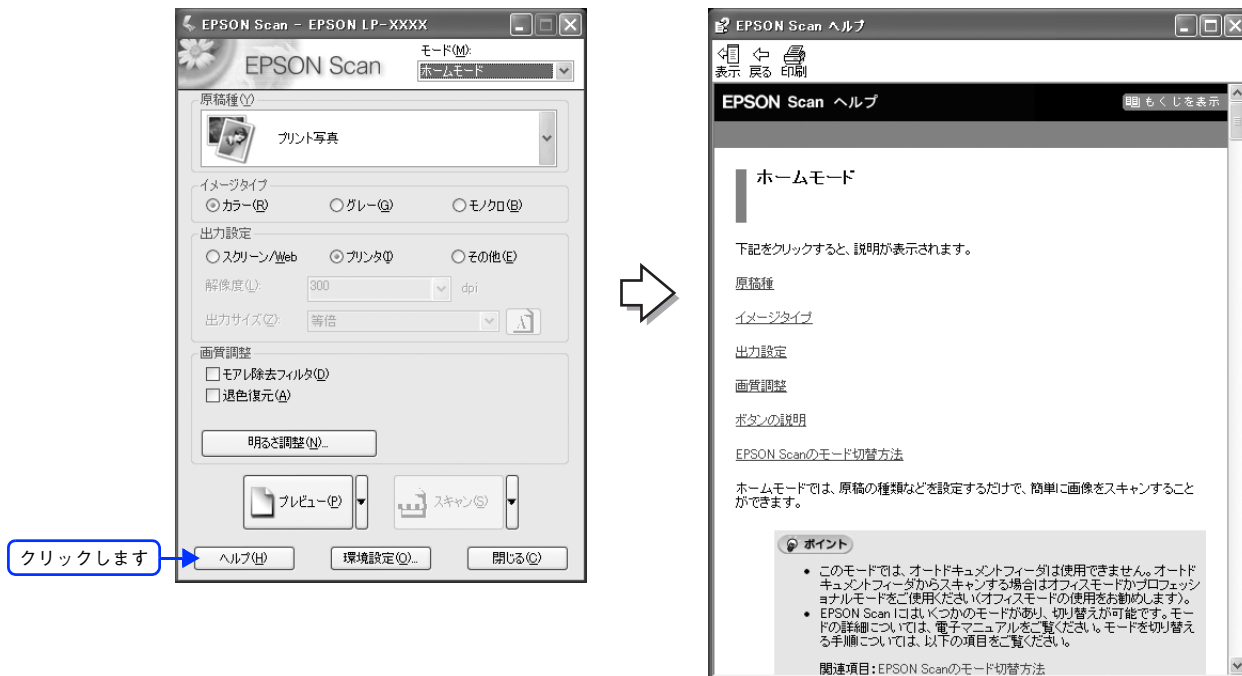 EPSON Scan - EPSON LP-XXXX
EPSON Scan
モード(M):
ホームモード
原稿種(Y)
プリント写真
イメージタイプ
カラー(R) グレー(G) モノクロ(B)
出力設定
スクリーン/Web プリンタ(I) その他(E)
解像度(L): 300 dpi
出力サイズ(Z): 等倍
画質調整
モアレ除去フィルタ(D)
退色復元(A)
明るさ調整(N)...
プレビュー(P) スキャン(S)
クリックします
ヘルプ(H) 環境設定(O)... 閉じる(C)
EPSON Scan ヘルプ
表示 戻る 印刷
EPSON Scan ヘルプ もくじを表示
ホームモード
下記をクリックすると、説明が表示されます。
原稿種
イメージタイプ
出力設定
画質調整
ボタンの説明
EPSON Scanのモード切替方法
ホームモードでは、原稿の種類などを設定するだけで、簡単に画像をスキャンすること
ができます。
ポイント
• このモードでは、オートドキュメントフィーダは使用できません。オートド
キュメントフィーダからスキャンする場合はオフィスモードかプロフェッシ
ョナルモードをご使用ください(オフィスモードの使用をお勧めします)。
• EPSON Scan にはいくつかのモードがあり、切り替えが可能です。モー
ドの詳細については、電子マニュアルをご覧ください。モードを切り替え
る手順については、以下の項目をご覧ください。
関連項目:EPSON Scanのモード切替方法